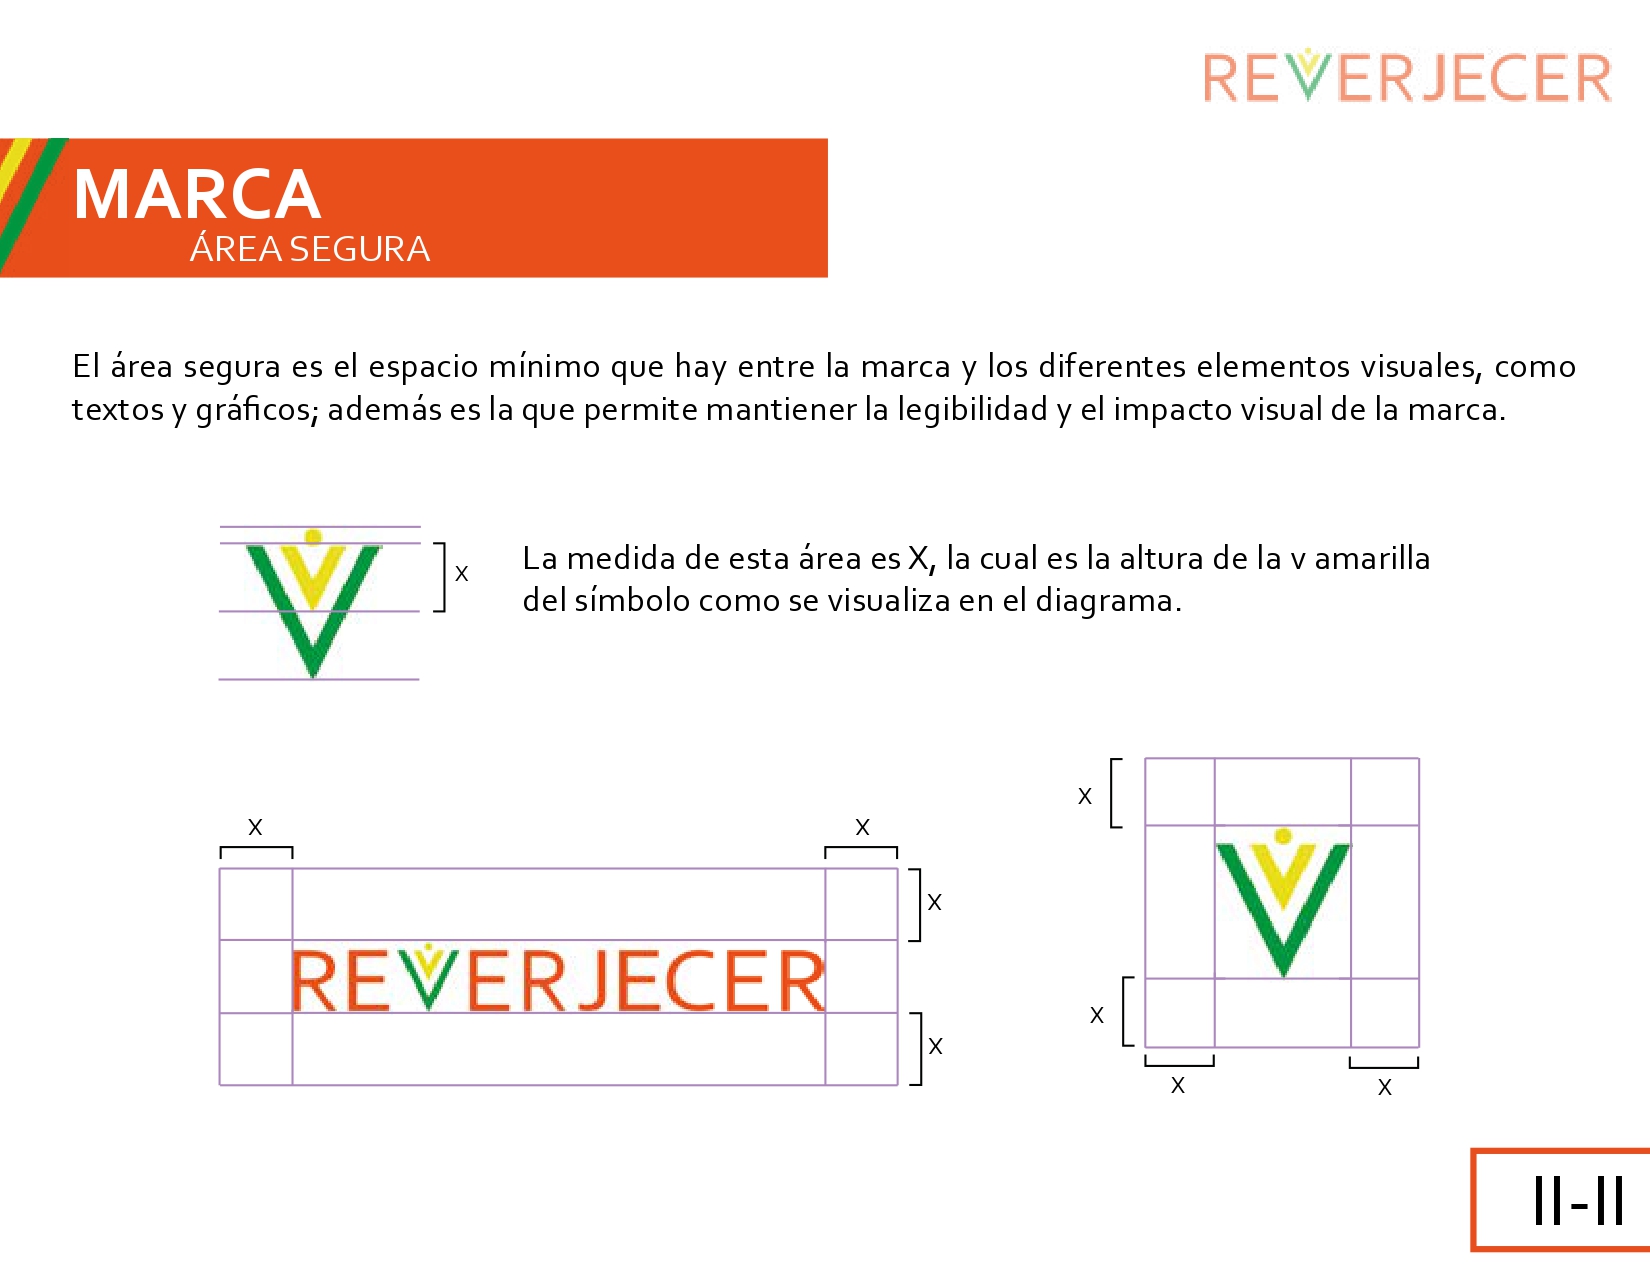 REVERJECER
MARCA
ÁREA SEGURA
El área segura es el espacio mínimo que hay entre la marca y los diferentes elementos visuales, como
textos y gráficos; además es la que permite mantiener la legibilidad y el impacto visual de la marca.
X
La medida de esta área es X, la cual es la altura de la v amarilla
del símbolo como se visualiza en el diagrama.
X
X
X
REVERJECER
X
X
X
X
X
II-II